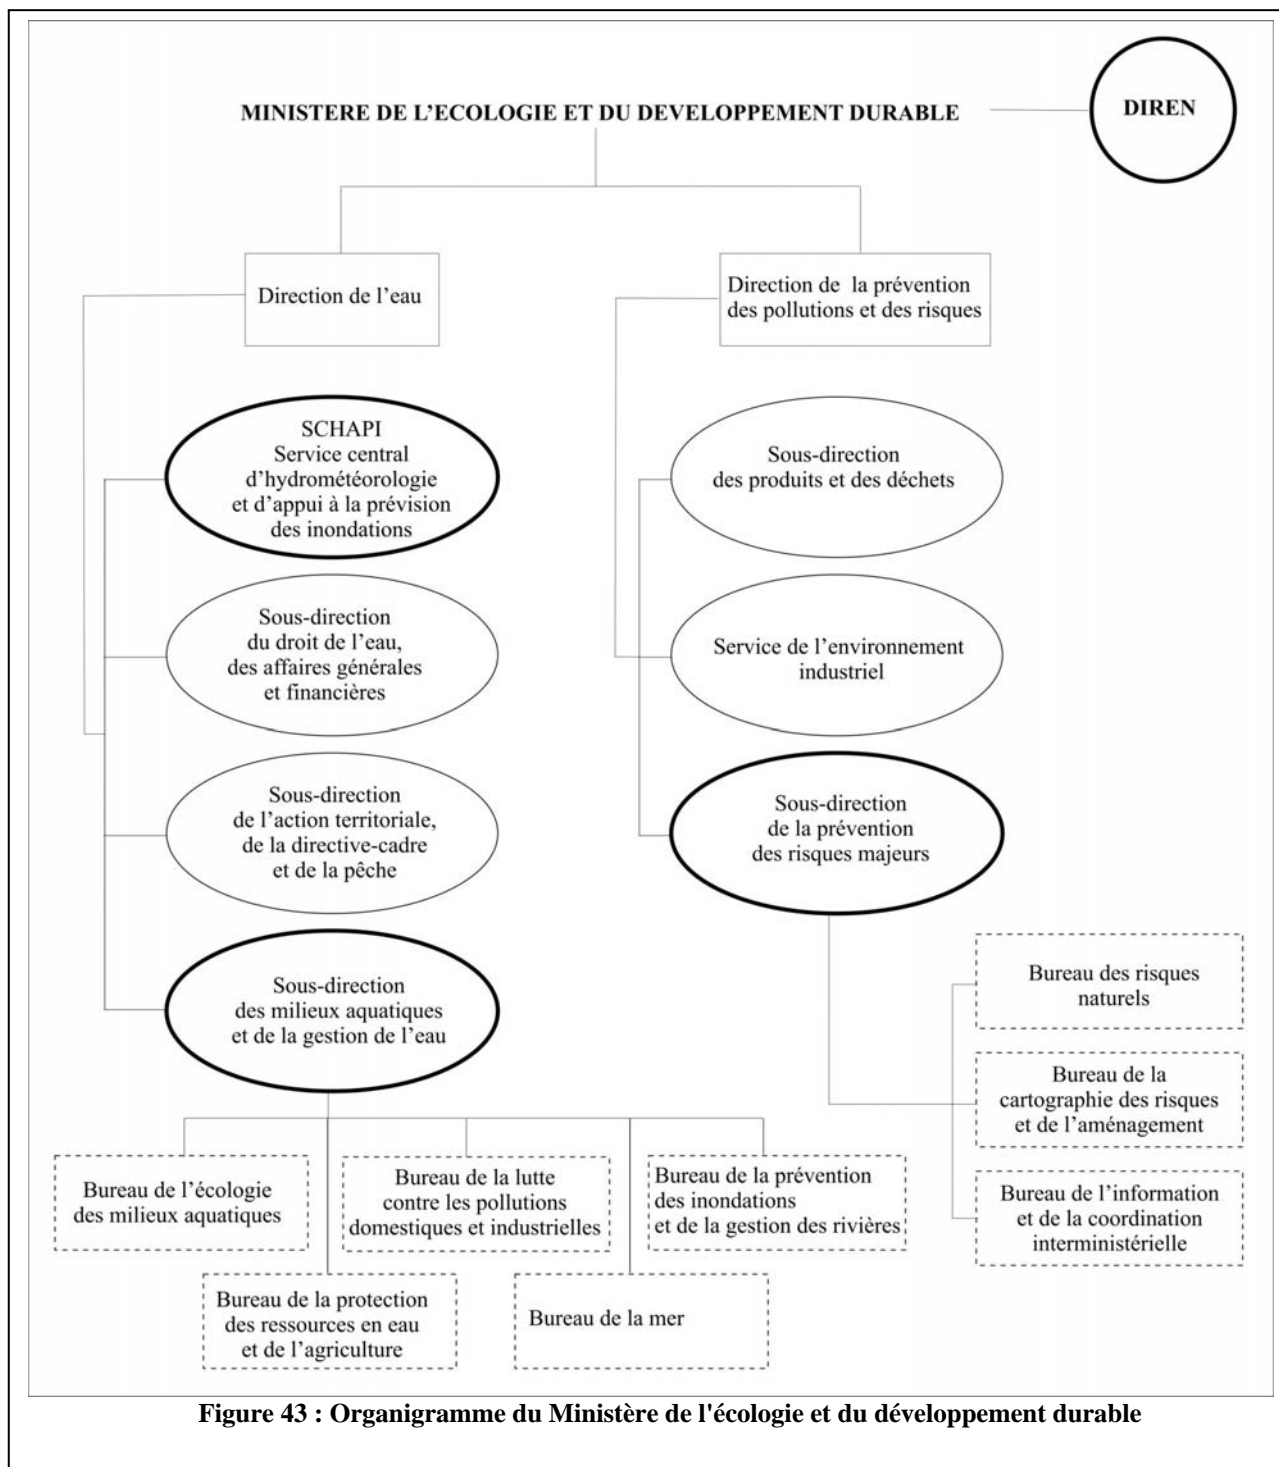 MINISTERE DE L’ECOLOGIE ET DU DEVELOPPEMENT DURABLE
DIREN
Direction de l’eau
Direction de la prévention
des pollutions et des risques
SCHAPI
Service central
d’hydrométéorologie
et d’appui à la prévision
des inondations
Sous-direction
des produits et des déchets
Sous-direction
du droit de l’eau,
des affaires générales
et financières
Service de l’environnement
industriel
Sous-direction
de l’action territoriale,
de la directive-cadre
et de la pêche
Sous-direction
de la prévention
des risques majeurs
Sous-direction
des milieux aquatiques
et de la gestion de l’eau
Bureau des risques
naturels
Bureau de la
cartographie des risques
et de l’aménagement
Bureau de l’information
et de la coordination
interministérielle
Bureau de l’écologie
des milieux aquatiques
Bureau de la lutte
contre les pollutions
domestiques et industrielles
Bureau de la prévention
des inondations
et de la gestion des rivières
Bureau de la protection
des ressources en eau
et de l’agriculture
Bureau de la mer
Figure 43 : Organigramme du Ministère de l'écologie et du développement durable